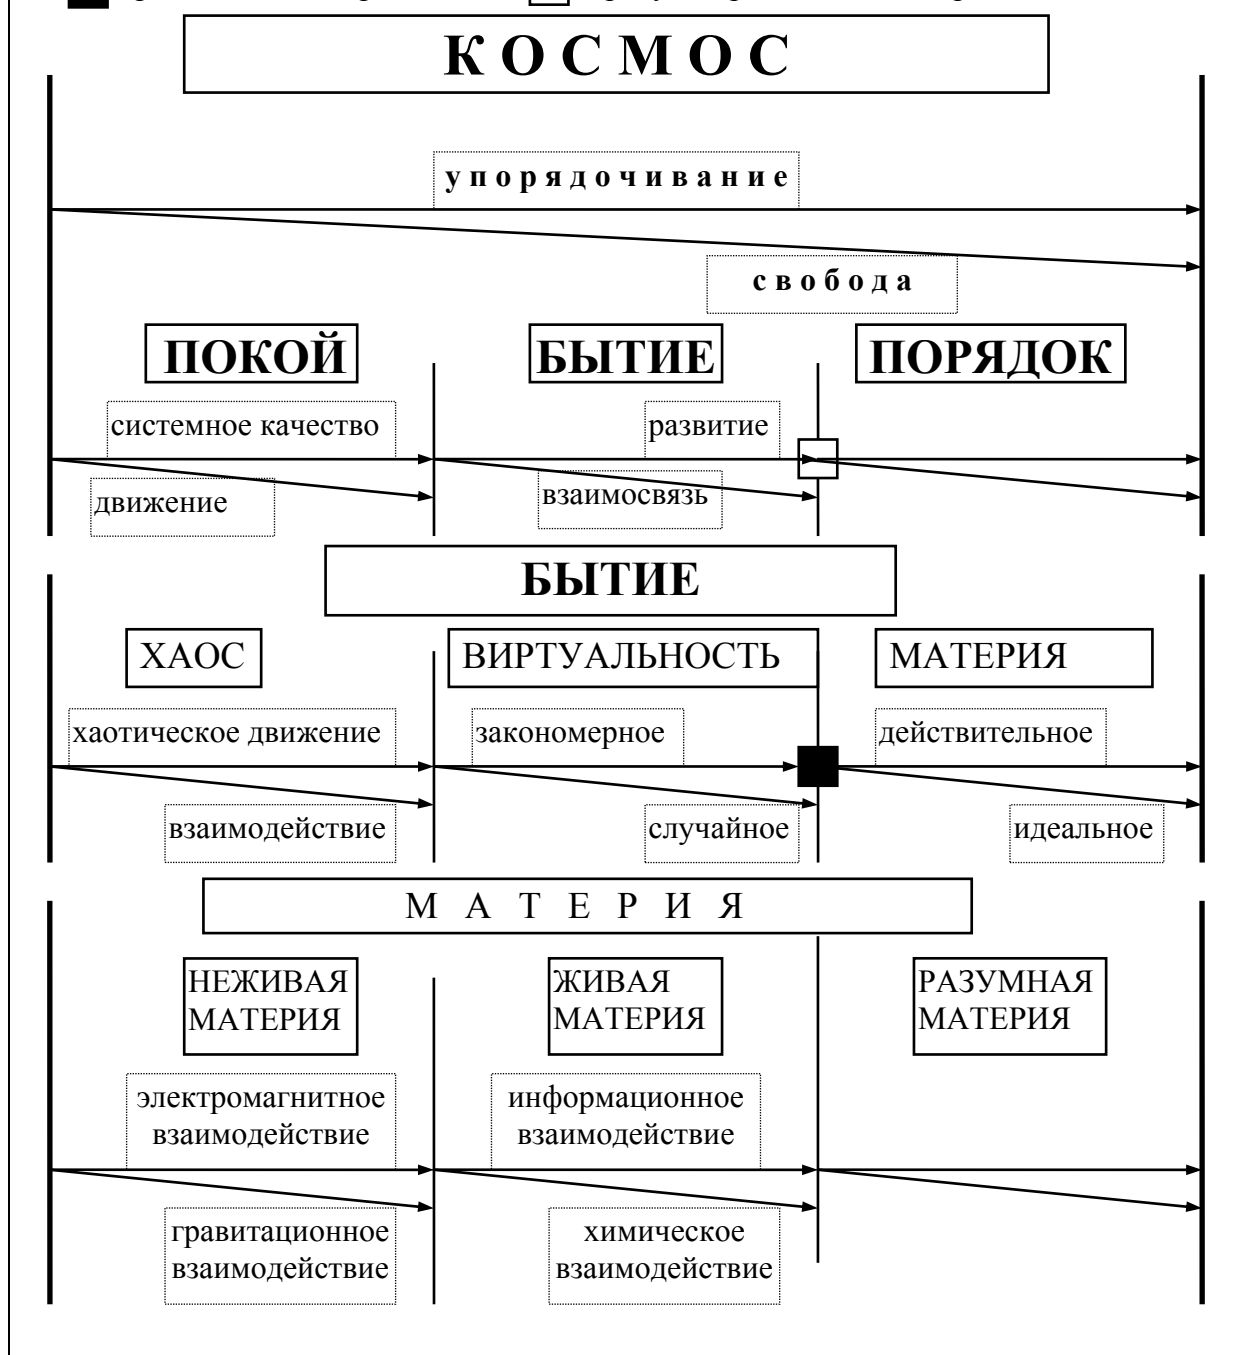 К О С М О С
упорядочивание
свобода
ПОКОЙ БЫТИЕ ПОРЯДОК
системное качество развитие
движение взаимосвязь
БЫТИЕ
ХАОС ВИРТУАЛЬНОСТЬ МАТЕРИЯ
хаотическое движение закономерное действительное
взаимодействие случайное идеальное
М А Т Е Р И Я
НЕЖИВАЯ ЖИВАЯ РАЗУМНАЯ
МАТЕРИЯ МАТЕРИЯ МАТЕРИЯ
электромагнитное информационное
взаимодействие взаимодействие
гравитационное химическое
взаимодействие взаимодействие